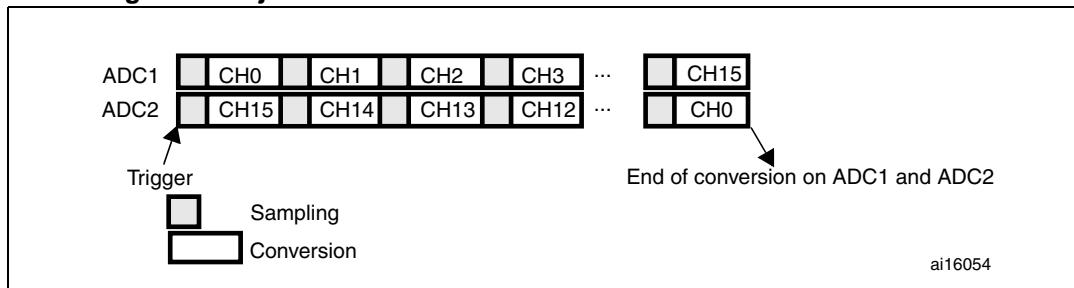 ADC1 CH0 CH1 CH2 CH3 ... CH15
ADC2 CH15 CH14 CH13 CH12 ... CH0
Trigger
End of conversion on ADC1 and ADC2
Sampling
Conversion
ai16054